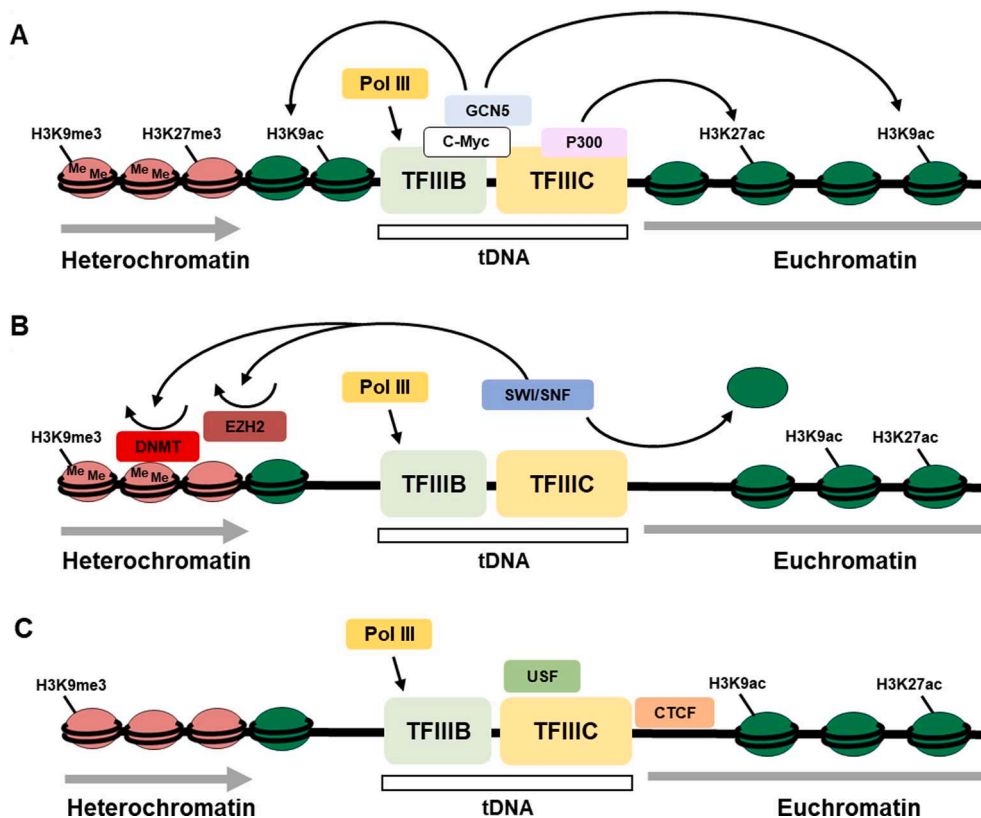 A
Pol III
GCN5
H3K9me3
H3K27me3
H3K9ac
C-Myc
P300
H3K27ac
H3K9ac
Me Me
Me Me
TFIIIB
TFIIIC
Heterochromatin
tDNA
Euchromatin
B
Pol III
SWI/SNF
EZH2
H3K9me3
DNMT
H3K9ac
H3K27ac
Me Me
Me Me
TFIIIB
TFIIIC
Heterochromatin
tDNA
Euchromatin
C
Pol III
USF
H3K9me3
H3K9ac
H3K27ac
CTCF
TFIIIB
TFIIIC
Heterochromatin
tDNA
Euchromatin